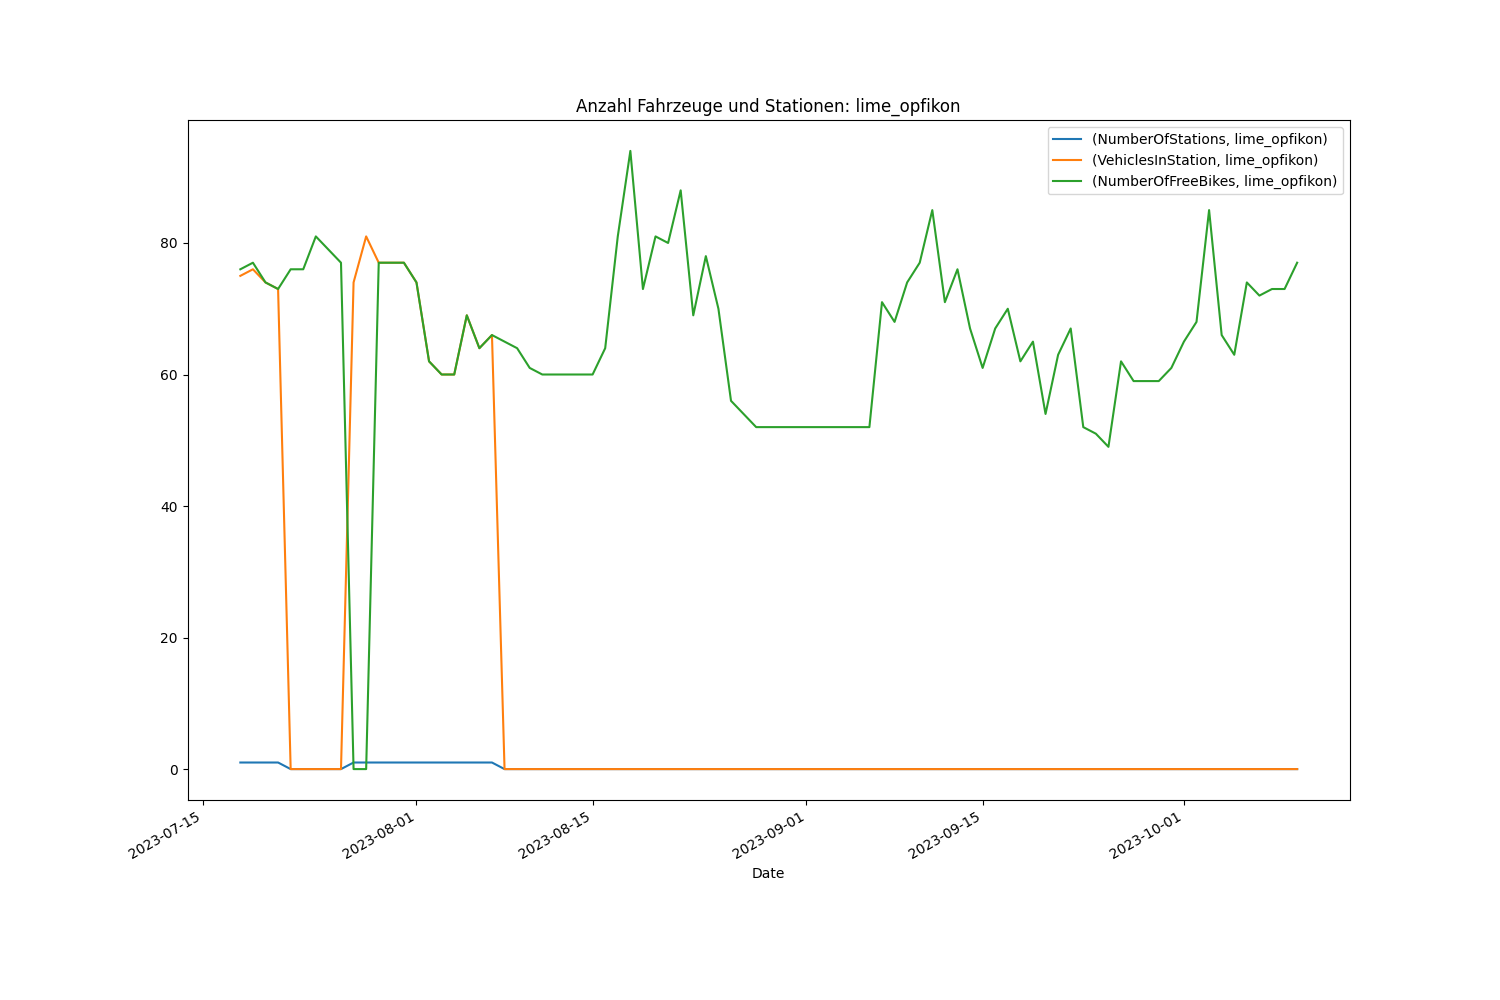 Anzahl Fahrzeuge und Stationen: lime_opfikon
(NumberOfStations, lime_opfikon)
(VehiclesInStation, lime_opfikon)
(NumberOfFreeBikes, lime_opfikon)
80
60
40
20
0
2023-07-15
2023-08-01
2023-08-15
2023-09-01
2023-09-15
2023-10-01
Date